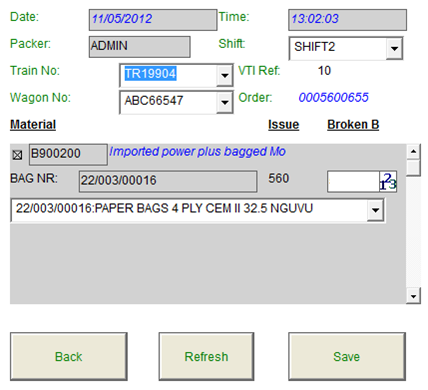 Date: 11/05/2012 Time: 13:02:03
Packer: ADMIN Shift: SHIFT2
Train No: TR19904 VTI Ref: 10
Wagon No: ABC66547 Order: 0005600655
Material Issue Broken B
B900200 Imported power plus bagged Mo
BAG NR: 22/003/00016 560 123
22/003/00016:PAPER BAGS 4 PLY CEM II 32.5 NGUVU
Back Refresh Save